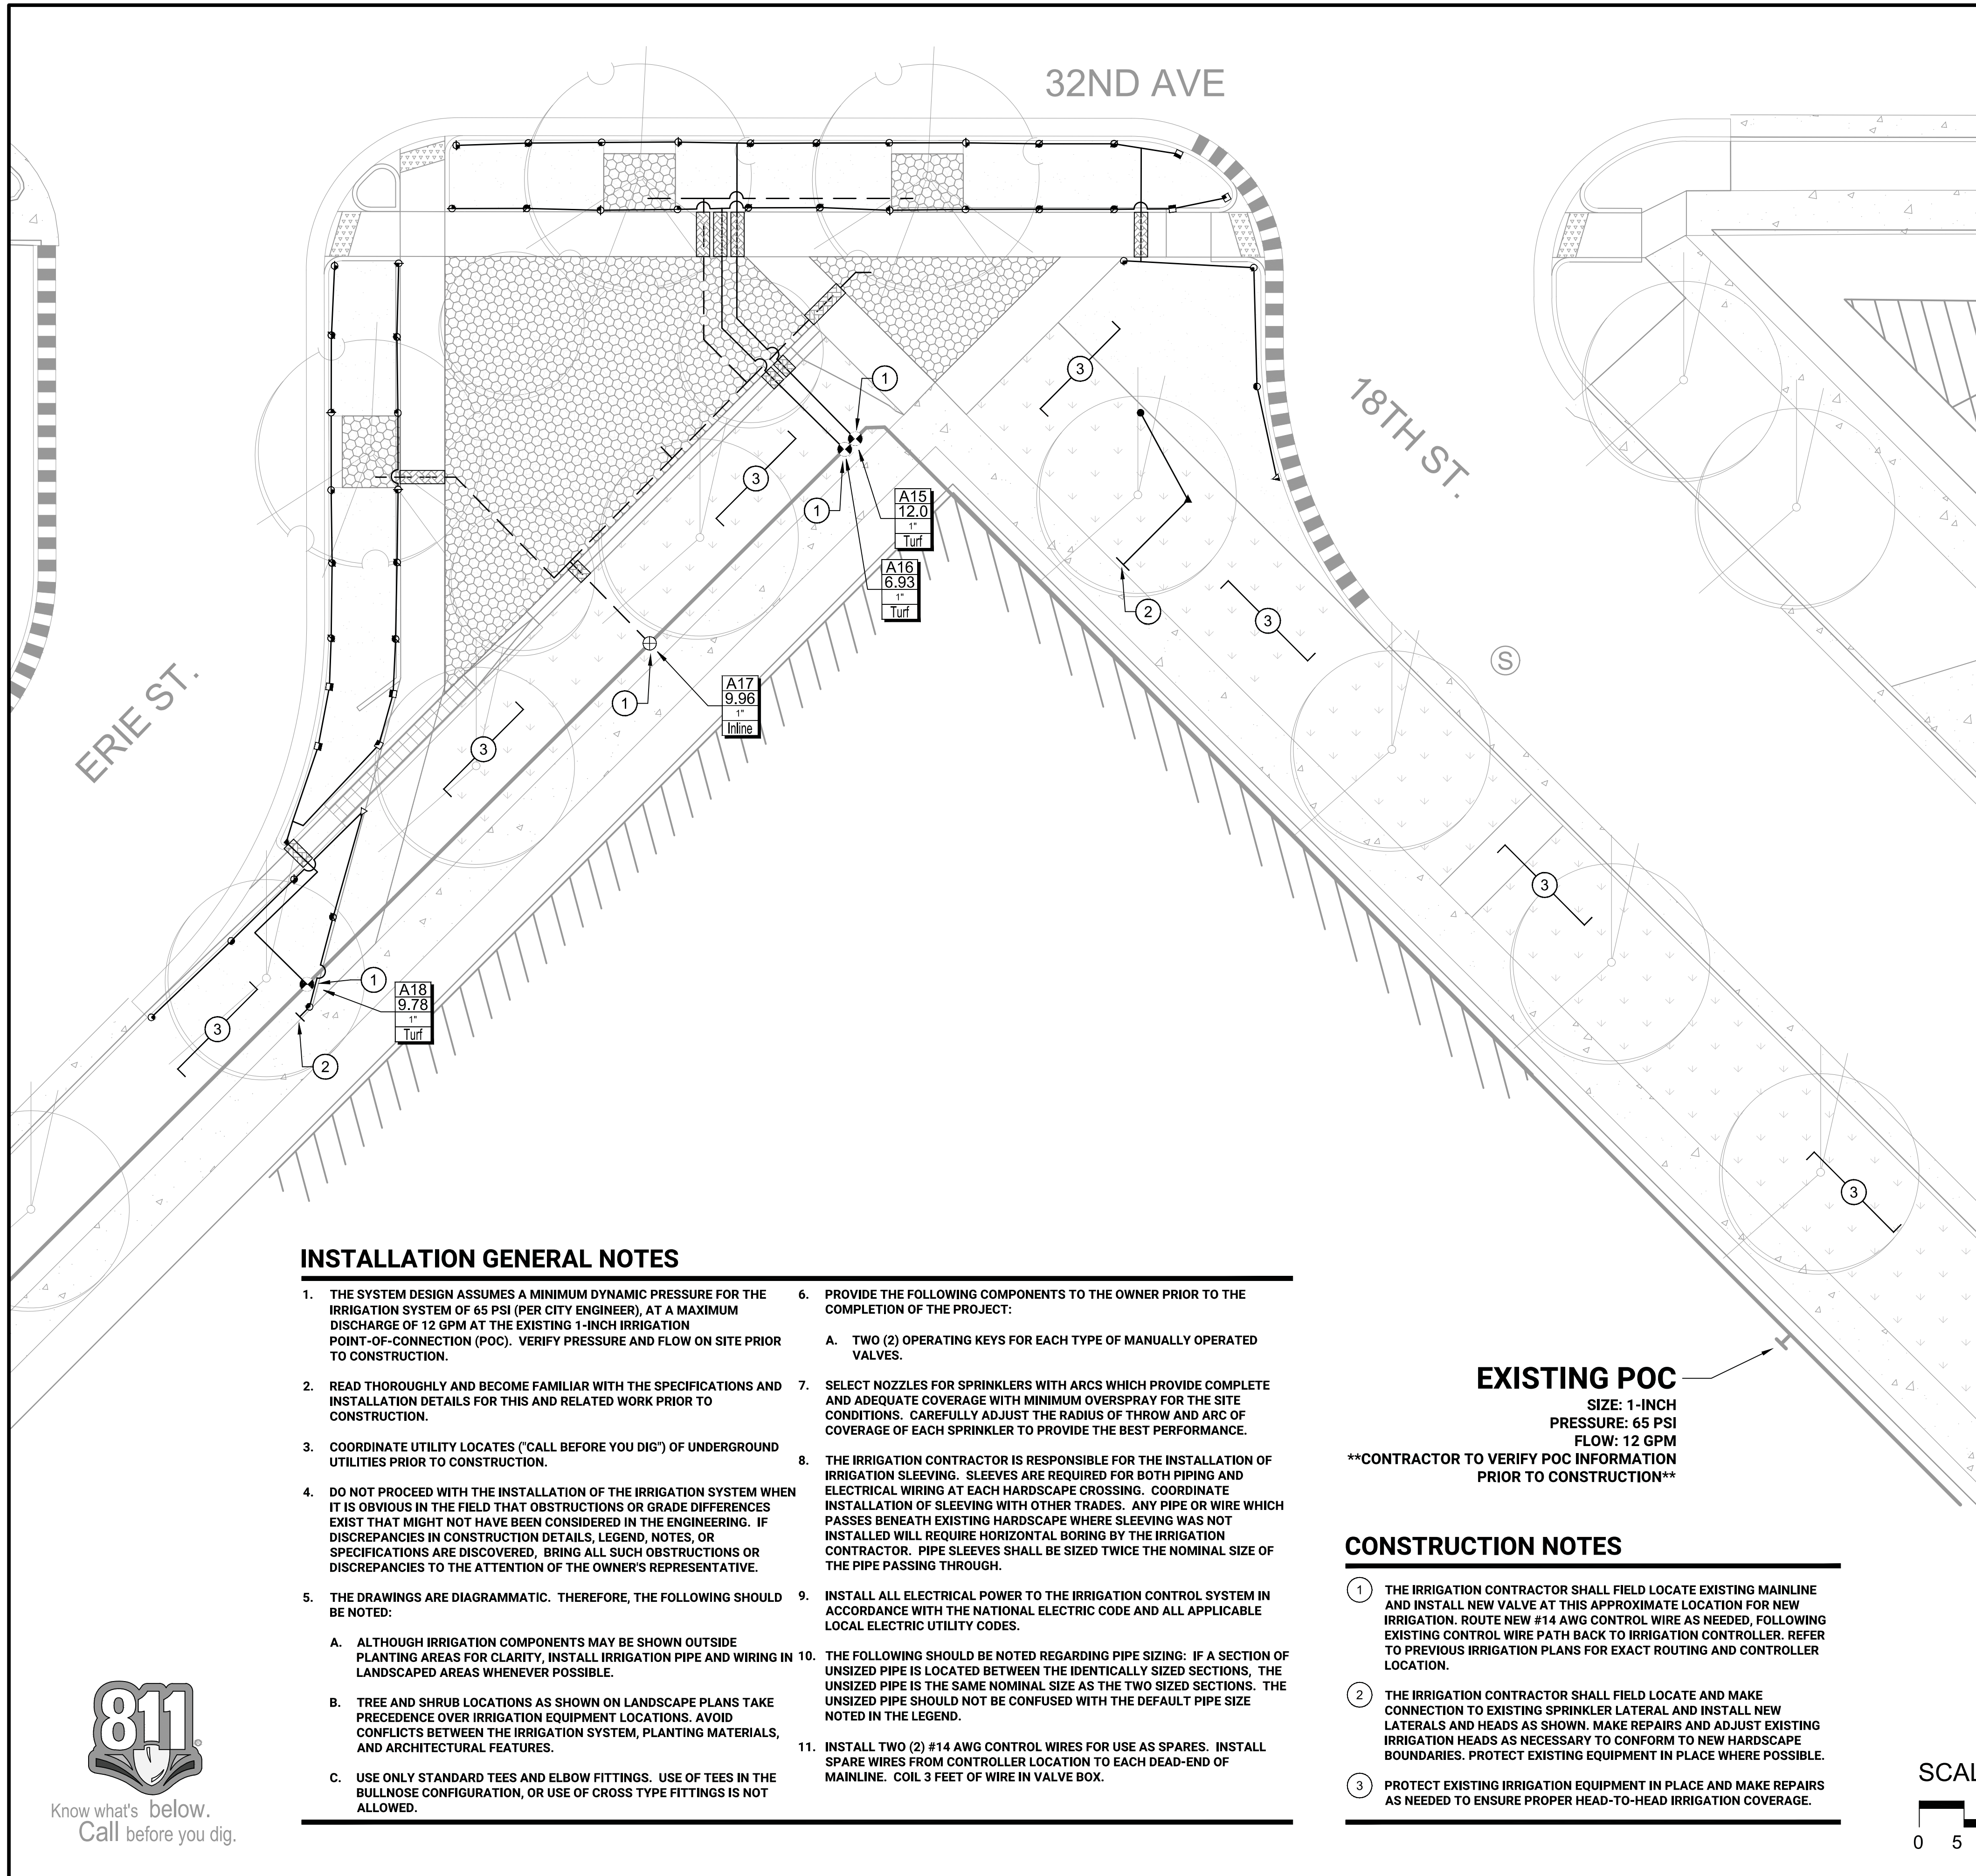 32ND AVE
18TH ST.
ERIE ST.
S
3
1
3
1
A15
12.0
1"
Turf
A16
6.93
1"
Turf
2
3
1
A17
9.96
1"
Inline
3
3
1
A18
9.78
1"
Turf
3
2
3
INSTALLATION GENERAL NOTES
1. THE SYSTEM DESIGN ASSUMES A MINIMUM DYNAMIC PRESSURE FOR THE
IRRIGATION SYSTEM OF 65 PSI (PER CITY ENGINEER), AT A MAXIMUM
DISCHARGE OF 12 GPM AT THE EXISTING 1-INCH IRRIGATION
POINT-OF-CONNECTION (POC). VERIFY PRESSURE AND FLOW ON SITE PRIOR
TO CONSTRUCTION.
2. READ THOROUGHLY AND BECOME FAMILIAR WITH THE SPECIFICATIONS AND
INSTALLATION DETAILS FOR THIS AND RELATED WORK PRIOR TO
CONSTRUCTION.
3. COORDINATE UTILITY LOCATES ("CALL BEFORE YOU DIG") OF UNDERGROUND
UTILITIES PRIOR TO CONSTRUCTION.
4. DO NOT PROCEED WITH THE INSTALLATION OF THE IRRIGATION SYSTEM WHEN
IT IS OBVIOUS IN THE FIELD THAT OBSTRUCTIONS OR GRADE DIFFERENCES
EXIST THAT MIGHT NOT HAVE BEEN CONSIDERED IN THE ENGINEERING. IF
DISCREPANCIES IN CONSTRUCTION DETAILS, LEGEND, NOTES, OR
SPECIFICATIONS ARE DISCOVERED, BRING ALL SUCH OBSTRUCTIONS OR
DISCREPANCIES TO THE ATTENTION OF THE OWNER'S REPRESENTATIVE.
5. THE DRAWINGS ARE DIAGRAMMATIC. THEREFORE, THE FOLLOWING SHOULD
BE NOTED:
A. ALTHOUGH IRRIGATION COMPONENTS MAY BE SHOWN OUTSIDE
PLANTING AREAS FOR CLARITY, INSTALL IRRIGATION PIPE AND WIRING IN
LANDSCAPED AREAS WHENEVER POSSIBLE.
B. TREE AND SHRUB LOCATIONS AS SHOWN ON LANDSCAPE PLANS TAKE
PRECEDENCE OVER IRRIGATION EQUIPMENT LOCATIONS. AVOID
CONFLICTS BETWEEN THE IRRIGATION SYSTEM, PLANTING MATERIALS,
AND ARCHITECTURAL FEATURES.
C. USE ONLY STANDARD TEES AND ELBOW FITTINGS. USE OF TEES IN THE
BULLNOSE CONFIGURATION, OR USE OF CROSS TYPE FITTINGS IS NOT
ALLOWED.
6. PROVIDE THE FOLLOWING COMPONENTS TO THE OWNER PRIOR TO THE
COMPLETION OF THE PROJECT:
A. TWO (2) OPERATING KEYS FOR EACH TYPE OF MANUALLY OPERATED
VALVES.
7. SELECT NOZZLES FOR SPRINKLERS WITH ARCS WHICH PROVIDE COMPLETE
AND ADEQUATE COVERAGE WITH MINIMUM OVERSPRAY FOR THE SITE
CONDITIONS. CAREFULLY ADJUST THE RADIUS OF THROW AND ARC OF
COVERAGE OF EACH SPRINKLER TO PROVIDE THE BEST PERFORMANCE.
8. THE IRRIGATION CONTRACTOR IS RESPONSIBLE FOR THE INSTALLATION OF
IRRIGATION SLEEVING. SLEEVES ARE REQUIRED FOR BOTH PIPING AND
ELECTRICAL WIRING AT EACH HARDSCAPE CROSSING. COORDINATE
INSTALLATION OF SLEEVING WITH OTHER TRADES. ANY PIPE OR WIRE WHICH
PASSES BENEATH EXISTING HARDSCAPE WHERE SLEEVING WAS NOT
INSTALLED WILL REQUIRE HORIZONTAL BORING BY THE IRRIGATION
CONTRACTOR. PIPE SLEEVES SHALL BE SIZED TWICE THE NOMINAL SIZE OF
THE PIPE PASSING THROUGH.
9. INSTALL ALL ELECTRICAL POWER TO THE IRRIGATION CONTROL SYSTEM IN
ACCORDANCE WITH THE NATIONAL ELECTRIC CODE AND ALL APPLICABLE
LOCAL ELECTRIC UTILITY CODES.
10. THE FOLLOWING SHOULD BE NOTED REGARDING PIPE SIZING: IF A SECTION OF
UNSIZED PIPE IS LOCATED BETWEEN THE IDENTICALLY SIZED SECTIONS, THE
UNSIZED PIPE IS THE SAME NOMINAL SIZE AS THE TWO SIZED SECTIONS. THE
UNSIZED PIPE SHOULD NOT BE CONFUSED WITH THE DEFAULT PIPE SIZE
NOTED IN THE LEGEND.
11. INSTALL TWO (2) #14 AWG CONTROL WIRES FOR USE AS SPARES. INSTALL
SPARE WIRES FROM CONTROLLER LOCATION TO EACH DEAD-END OF
MAINLINE. COIL 3 FEET OF WIRE IN VALVE BOX.
EXISTING POC
SIZE: 1-INCH
PRESSURE: 65 PSI
FLOW: 12 GPM
**CONTRACTOR TO VERIFY POC INFORMATION
PRIOR TO CONSTRUCTION**
CONSTRUCTION NOTES
1 THE IRRIGATION CONTRACTOR SHALL FIELD LOCATE EXISTING MAINLINE
AND INSTALL NEW VALVE AT THIS APPROXIMATE LOCATION FOR NEW
IRRIGATION. ROUTE NEW #14 AWG CONTROL WIRE AS NEEDED, FOLLOWING
EXISTING CONTROL WIRE PATH BACK TO IRRIGATION CONTROLLER. REFER
TO PREVIOUS IRRIGATION PLANS FOR EXACT ROUTING AND CONTROLLER
LOCATION.
2 THE IRRIGATION CONTRACTOR SHALL FIELD LOCATE AND MAKE
CONNECTION TO EXISTING SPRINKLER LATERAL AND INSTALL NEW
LATERALS AND HEADS AS SHOWN. MAKE REPAIRS AND ADJUST EXISTING
IRRIGATION HEADS AS NECESSARY TO CONFORM TO NEW HARDSCAPE
BOUNDARIES. PROTECT EXISTING EQUIPMENT IN PLACE WHERE POSSIBLE.
3 PROTECT EXISTING IRRIGATION EQUIPMENT IN PLACE AND MAKE REPAIRS
AS NEEDED TO ENSURE PROPER HEAD-TO-HEAD IRRIGATION COVERAGE.
811
®
Know what's below.
Call before you dig.
0 5